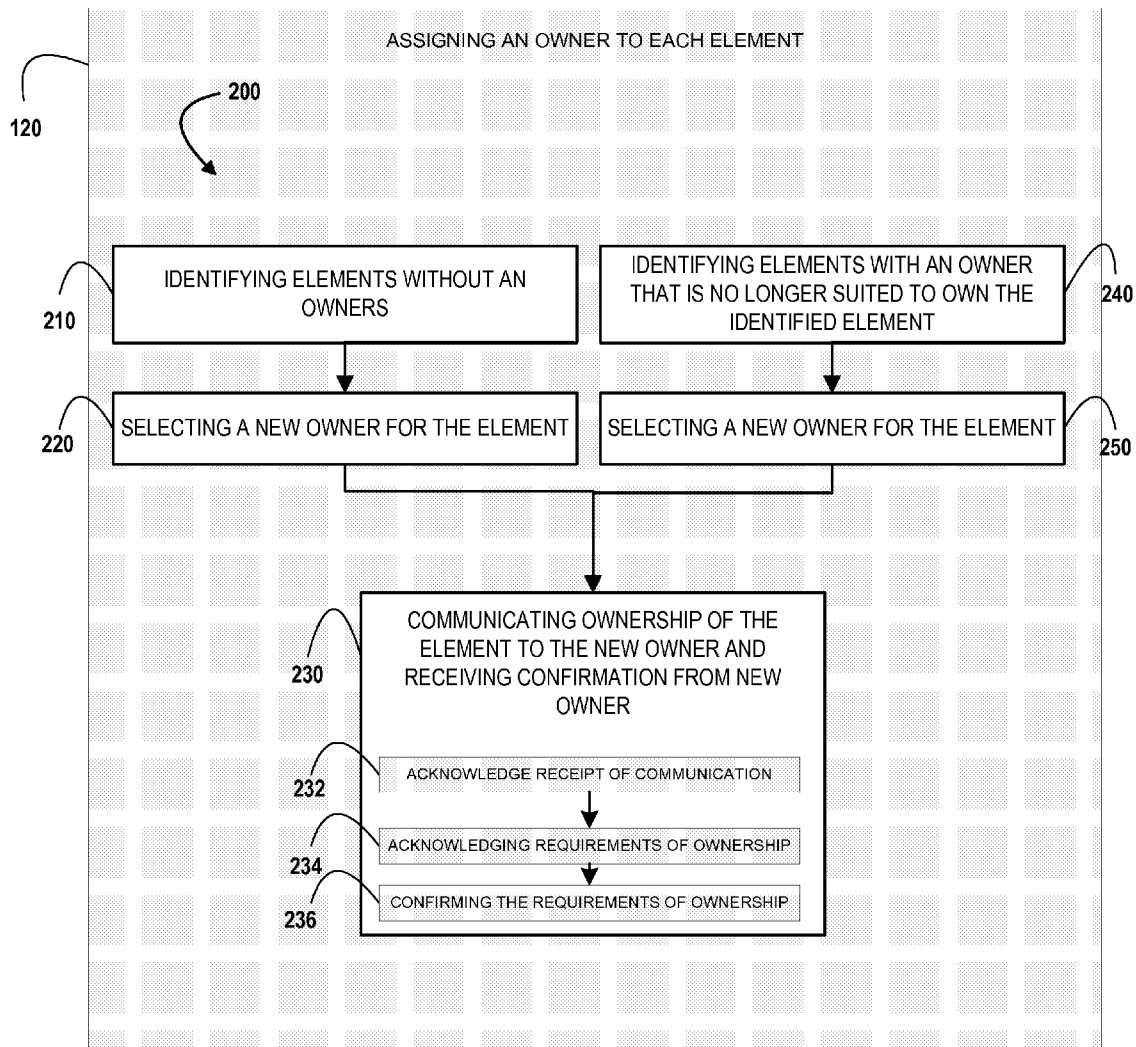 ASSIGNING AN OWNER TO EACH ELEMENT
200
120
IDENTIFYING ELEMENTS WITHOUT AN
OWNERS
210
IDENTIFYING ELEMENTS WITH AN OWNER
THAT IS NO LONGER SUITED TO OWN THE
IDENTIFIED ELEMENT
240
SELECTING A NEW OWNER FOR THE ELEMENT
220
SELECTING A NEW OWNER FOR THE ELEMENT
250
COMMUNICATING OWNERSHIP OF THE
ELEMENT TO THE NEW OWNER AND
RECEIVING CONFIRMATION FROM NEW
OWNER
230
ACKNOWLEDGE RECEIPT OF COMMUNICATION
232
ACKNOWLEDGING REQUIREMENTS OF OWNERSHIP
234
CONFIRMING THE REQUIREMENTS OF OWNERSHIP
236